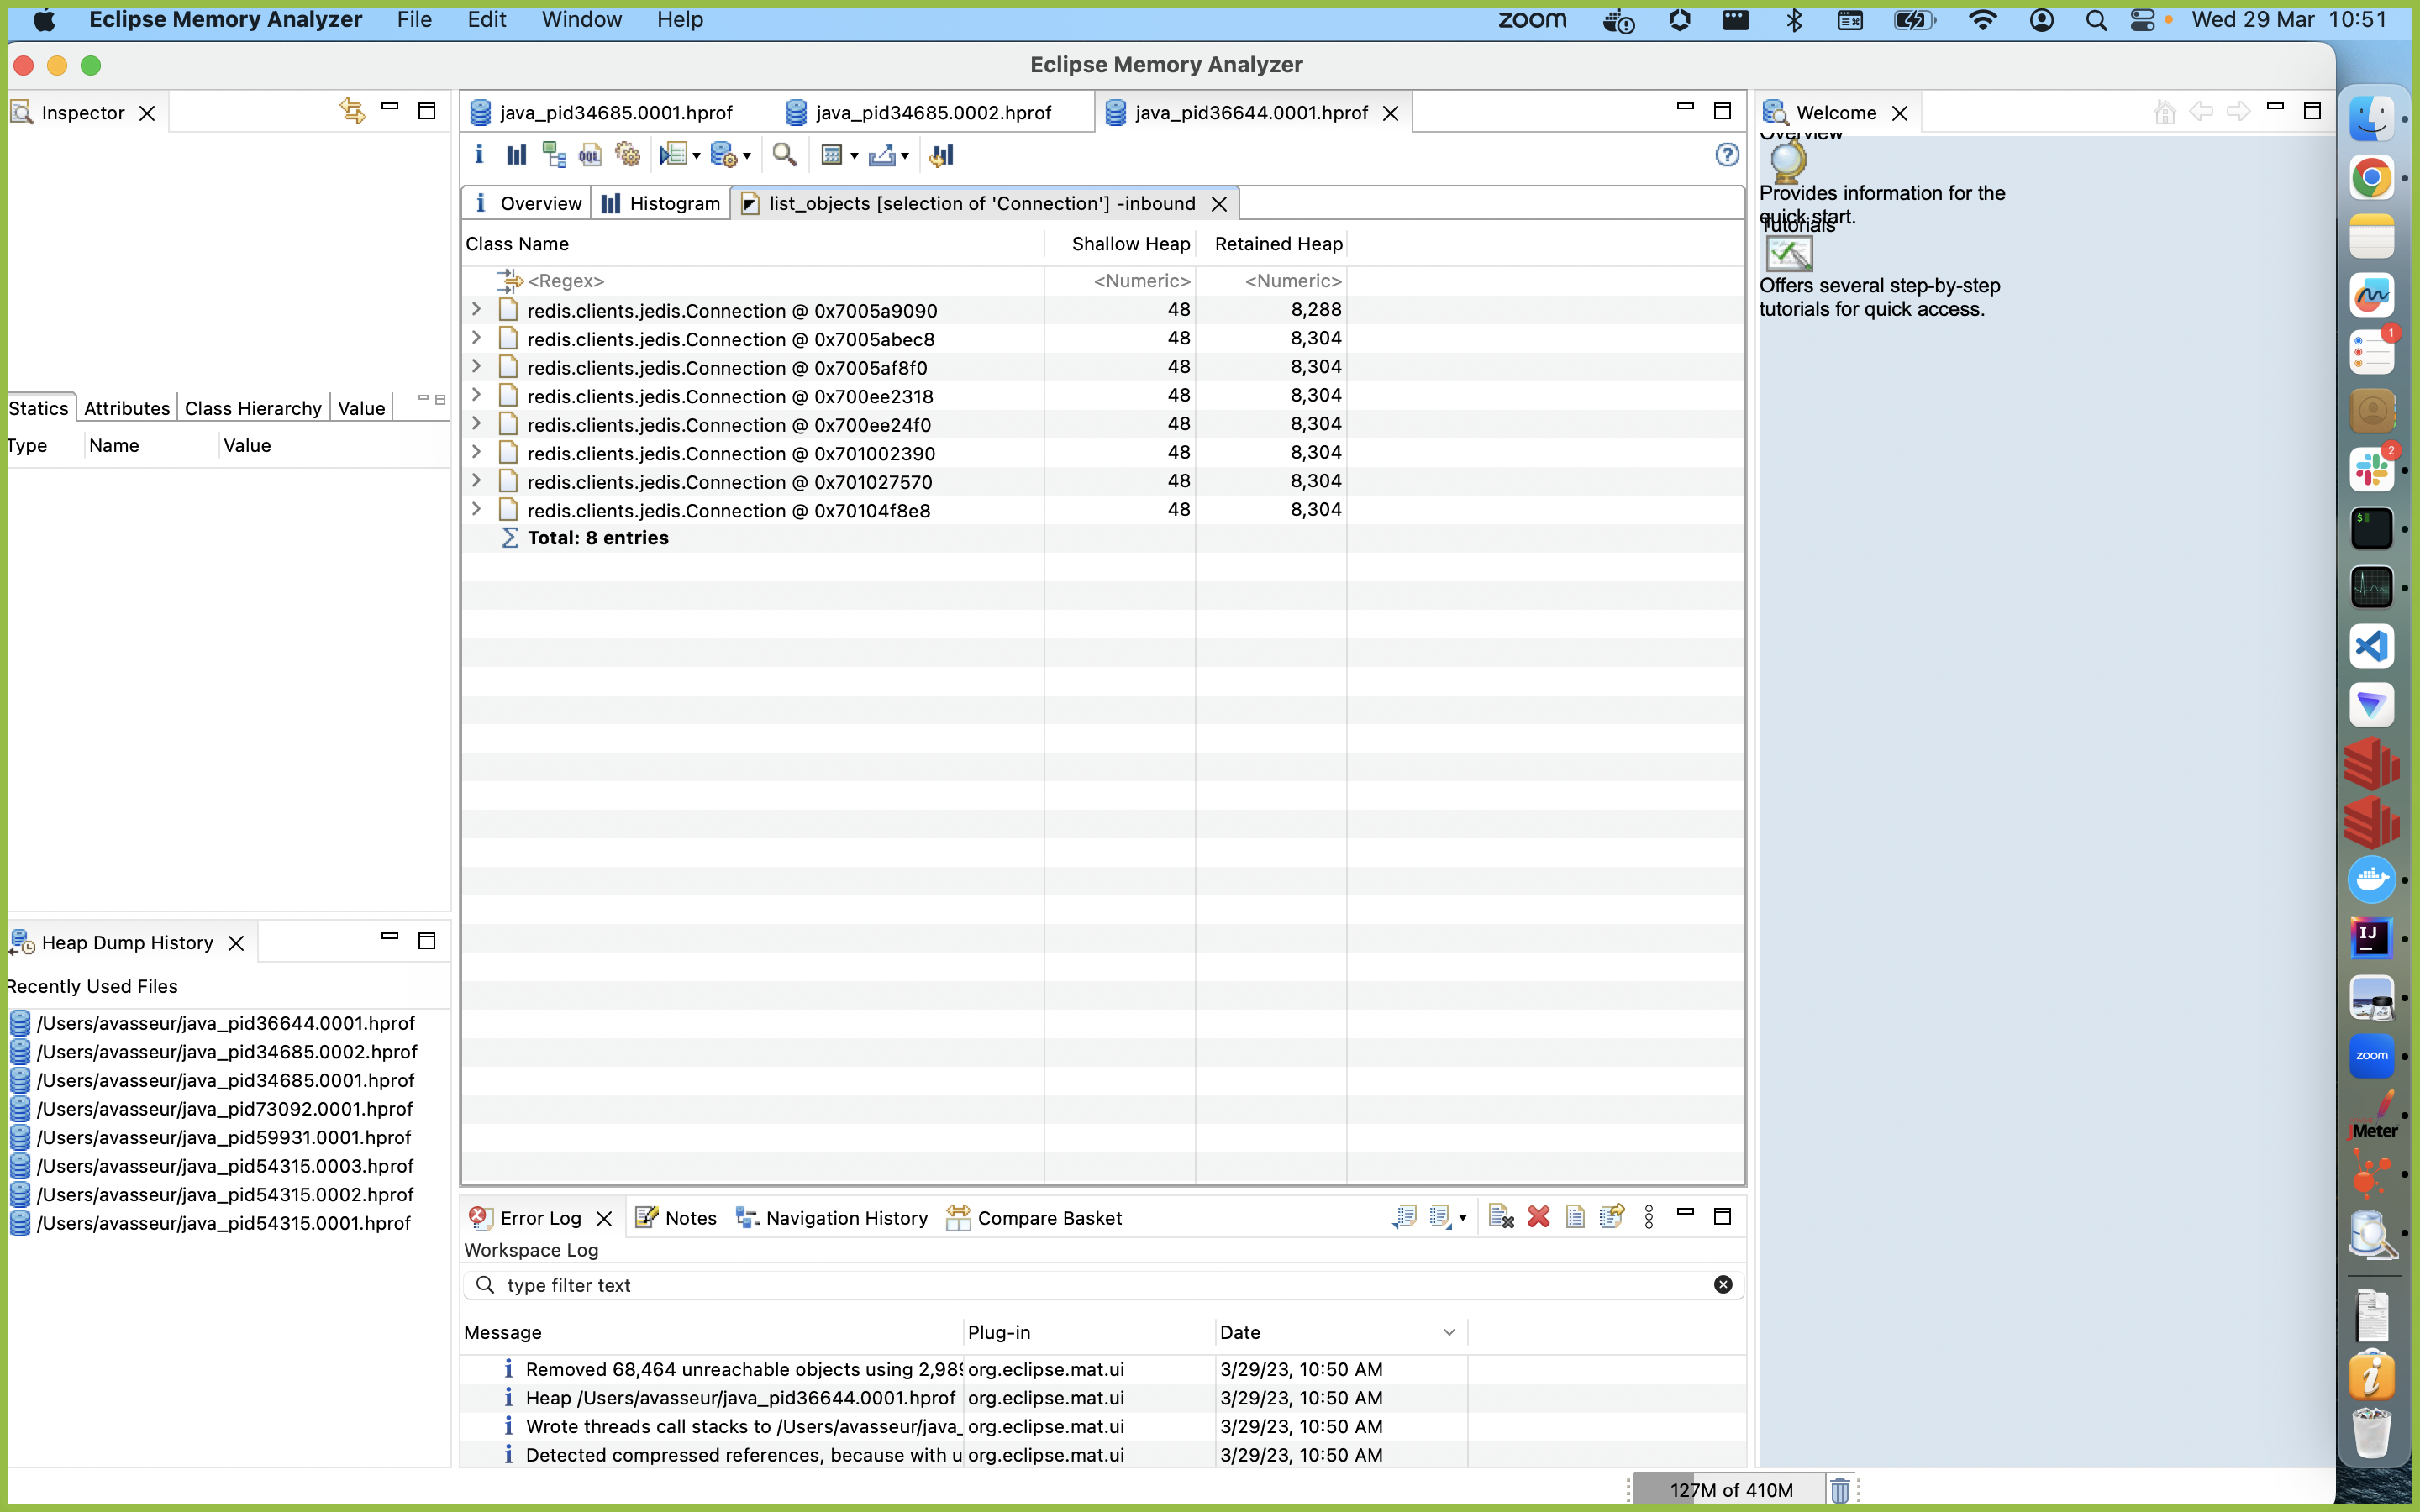 Eclipse Memory Analyzer File Edit Window Help zoom Wed 29 Mar 10:51
Eclipse Memory Analyzer
Inspector
java_pid34685.0001.hprof java_pid34685.0002.hprof java_pid36644.0001.hprof
Welcome
Overview
Provides information for the
quick start.
Tutorials
Offers several step-by-step
tutorials for quick access.
i OQL
i Overview Histogram list_objects [selection of 'Connection'] -inbound
Class Name Shallow Heap Retained Heap
<Regex> <Numeric> <Numeric>
redis.clients.jedis.Connection @ 0x7005a9090 48 8,288
redis.clients.jedis.Connection @ 0x7005abec8 48 8,304
redis.clients.jedis.Connection @ 0x7005af8f0 48 8,304
redis.clients.jedis.Connection @ 0x700ee2318 48 8,304
redis.clients.jedis.Connection @ 0x700ee24f0 48 8,304
redis.clients.jedis.Connection @ 0x701002390 48 8,304
redis.clients.jedis.Connection @ 0x701027570 48 8,304
redis.clients.jedis.Connection @ 0x70104f8e8 48 8,304
Σ Total: 8 entries
Statics Attributes Class Hierarchy Value
Type Name Value
Heap Dump History
Recently Used Files
/Users/avasseur/java_pid36644.0001.hprof
/Users/avasseur/java_pid34685.0002.hprof
/Users/avasseur/java_pid34685.0001.hprof
/Users/avasseur/java_pid73092.0001.hprof
/Users/avasseur/java_pid59931.0001.hprof
/Users/avasseur/java_pid54315.0003.hprof
/Users/avasseur/java_pid54315.0002.hprof
/Users/avasseur/java_pid54315.0001.hprof
Error Log Notes Navigation History Compare Basket
Workspace Log
type filter text
Message Plug-in Date
i Removed 68,464 unreachable objects using 2,989 org.eclipse.mat.ui 3/29/23, 10:50 AM
i Heap /Users/avasseur/java_pid36644.0001.hprof org.eclipse.mat.ui 3/29/23, 10:50 AM
i Wrote threads call stacks to /Users/avasseur/java_ org.eclipse.mat.ui 3/29/23, 10:50 AM
i Detected compressed references, because with u org.eclipse.mat.ui 3/29/23, 10:50 AM
127M of 410M
1
2
$
IJ
zoom
JMeter
i